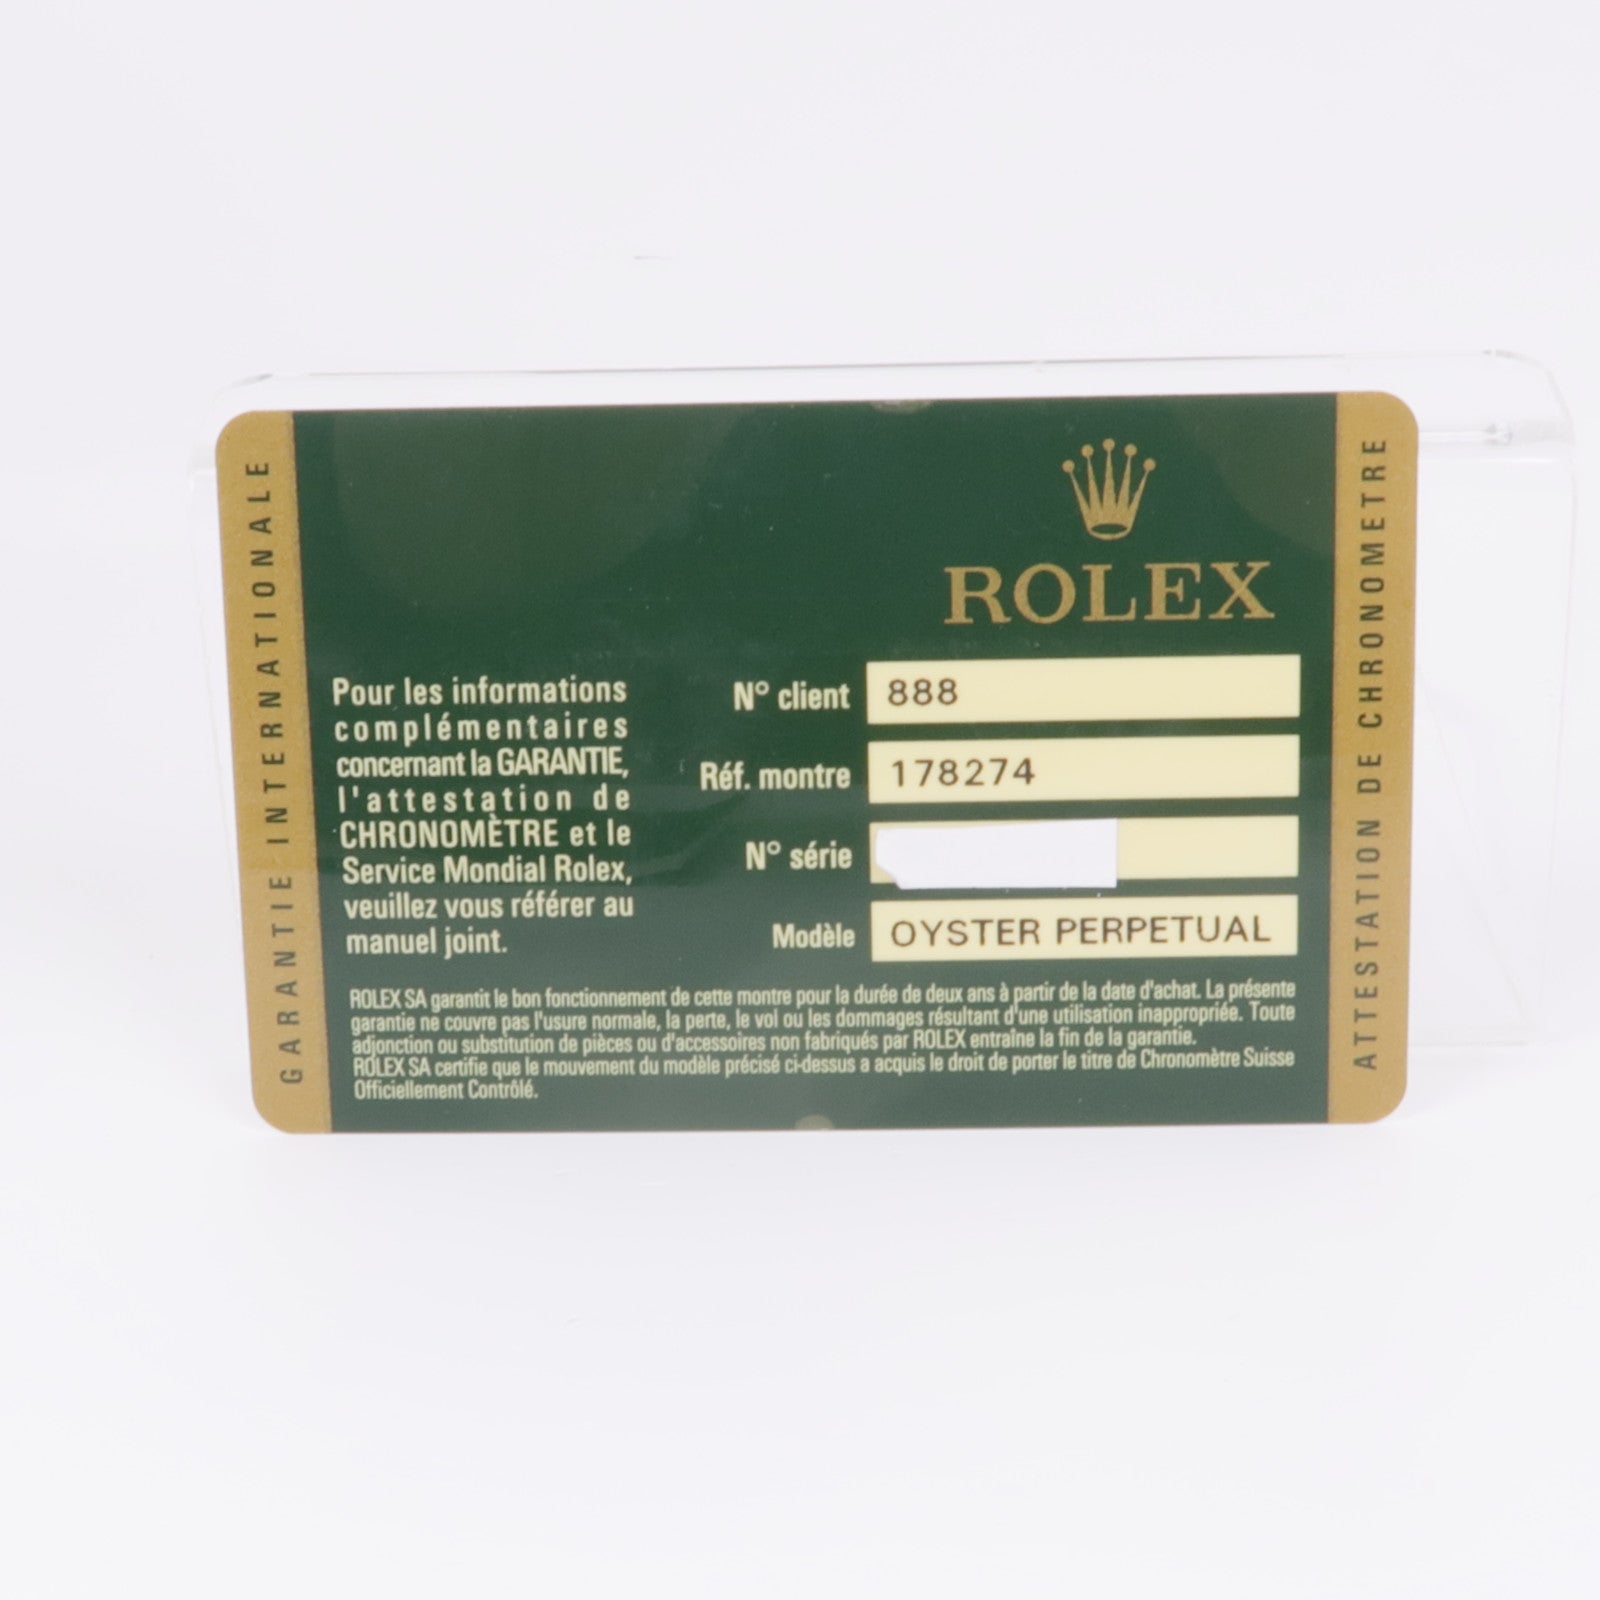 GARANTIE INTERNATIONALE
ROLEX
Pour les informations
complémentaires
concernant la GARANTIE,
l'attestation de
CHRONOMÈTRE et le
Service Mondial Rolex,
veuillez vous référer au
manuel joint.
N° client 888
Réf. montre 178274
N° série
Modèle OYSTER PERPETUAL
ROLEX SA garantit le bon fonctionnement de cette montre pour la durée de deux ans à partir de la date d'achat. La présente
garantie ne couvre pas l'usure normale, la perte, le vol ou les dommages résultant d'une utilisation inappropriée. Toute
adjonction ou substitution de pièces ou d'accessoires non fabriqués par ROLEX entraîne la fin de la garantie.
ROLEX SA certifie que le mouvement du modèle précisé ci-dessus a acquis le droit de porter le titre de Chronomètre Suisse
Officiellement Contrôlé.
ATTESTATION DE CHRONOMETRE